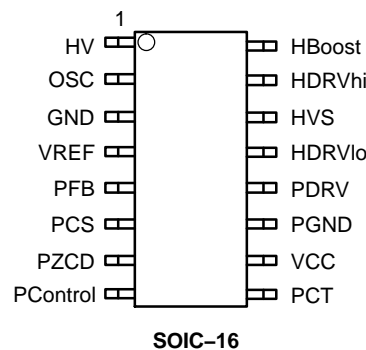 1
HV
HBoost
OSC
HDRVhi
GND
HVS
VREF
HDRVlo
PFB
PDRV
PCS
PGND
PZCD
VCC
PControl
PCT
SOIC–16